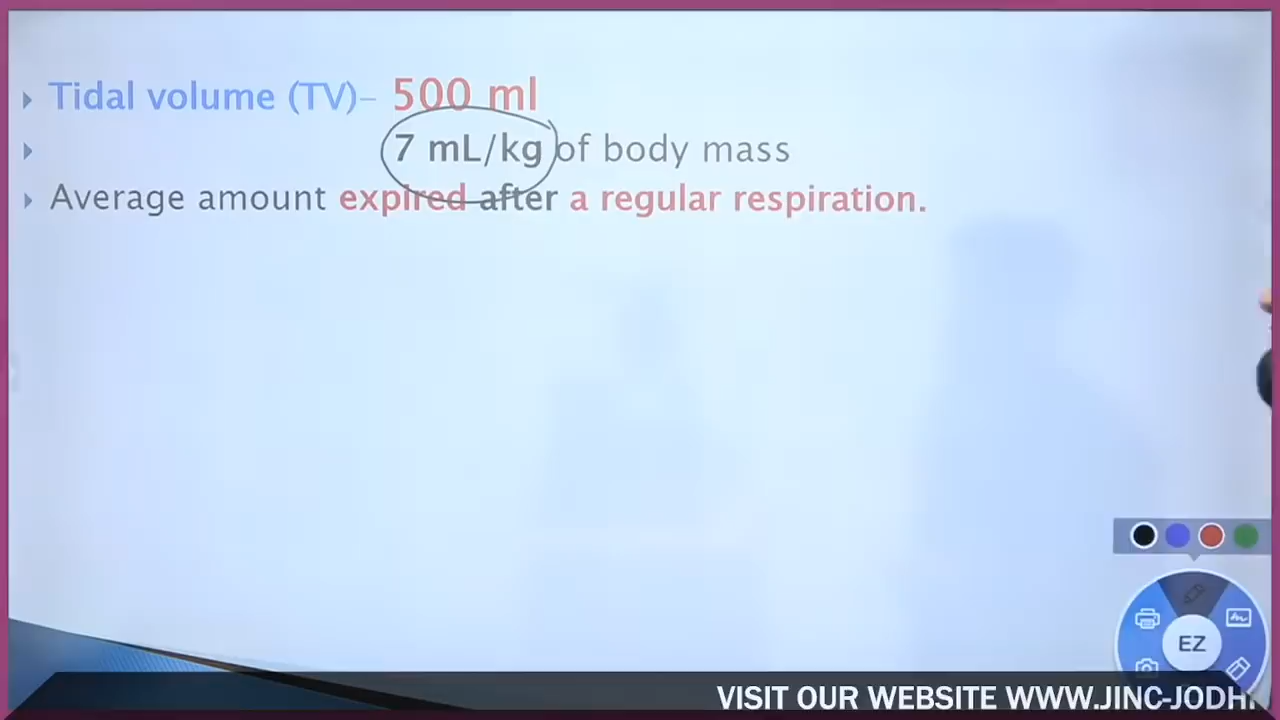 Tidal volume (TV)– 500 ml
7 mL/kg of body mass
Average amount expired after a regular respiration.
EZ
VISIT OUR WEBSITE WWW.JINC-JODH